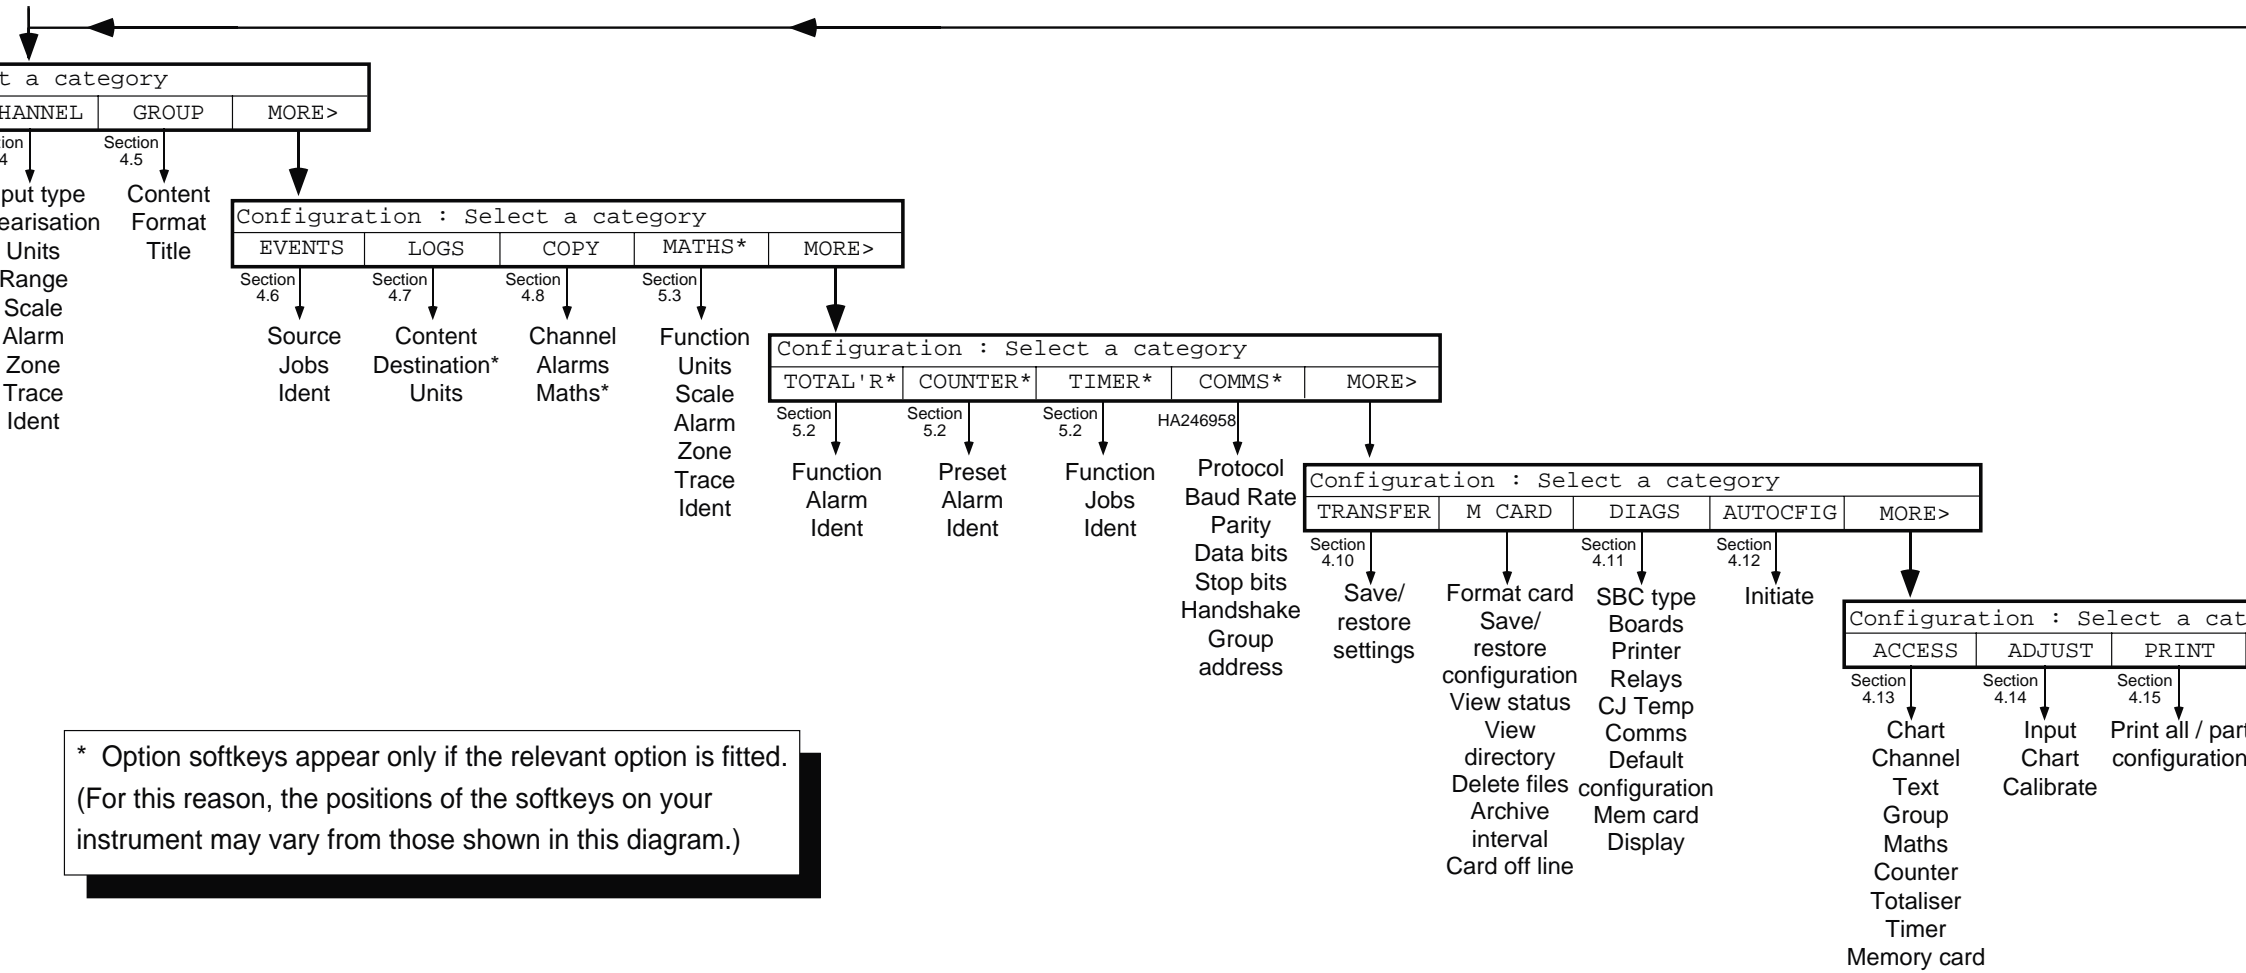 t a category
HANNEL GROUP MORE>
ion
4
Section
4.5
put type
earisation
Units
Range
Scale
Alarm
Zone
Trace
Ident
Content
Format
Title
Configuration : Select a category
EVENTS LOGS COPY MATHS* MORE>
Section
4.6
Source
Jobs
Ident
Section
4.7
Content
Destination*
Units
Section
4.8
Channel
Alarms
Maths*
Section
5.3
Function
Units
Scale
Alarm
Zone
Trace
Ident
Configuration : Select a category
TOTAL'R* COUNTER* TIMER* COMMS* MORE>
Section
5.2
Function
Alarm
Ident
Section
5.2
Preset
Alarm
Ident
Section
5.2
Function
Jobs
Ident
HA246958
Protocol
Baud Rate
Parity
Data bits
Stop bits
Handshake
Group
address
Configuration : Select a category
TRANSFER M CARD DIAGS AUTOCFIG MORE>
Section
4.10
Save/
restore
settings
Format card
Save/
restore
configuration
View status
View
directory
Delete files
Archive
interval
Card off line
Section
4.11
SBC type
Boards
Printer
Relays
CJ Temp
Comms
Default
configuration
Mem card
Display
Section
4.12
Initiate
Configuration : Select a cat
ACCESS ADJUST PRINT
Section
4.13
Chart
Channel
Text
Group
Maths
Counter
Totaliser
Timer
Memory card
Section
4.14
Input
Chart
Calibrate
Section
4.15
Print all / part
configuration
* Option softkeys appear only if the relevant option is fitted.
(For this reason, the positions of the softkeys on your
instrument may vary from those shown in this diagram.)